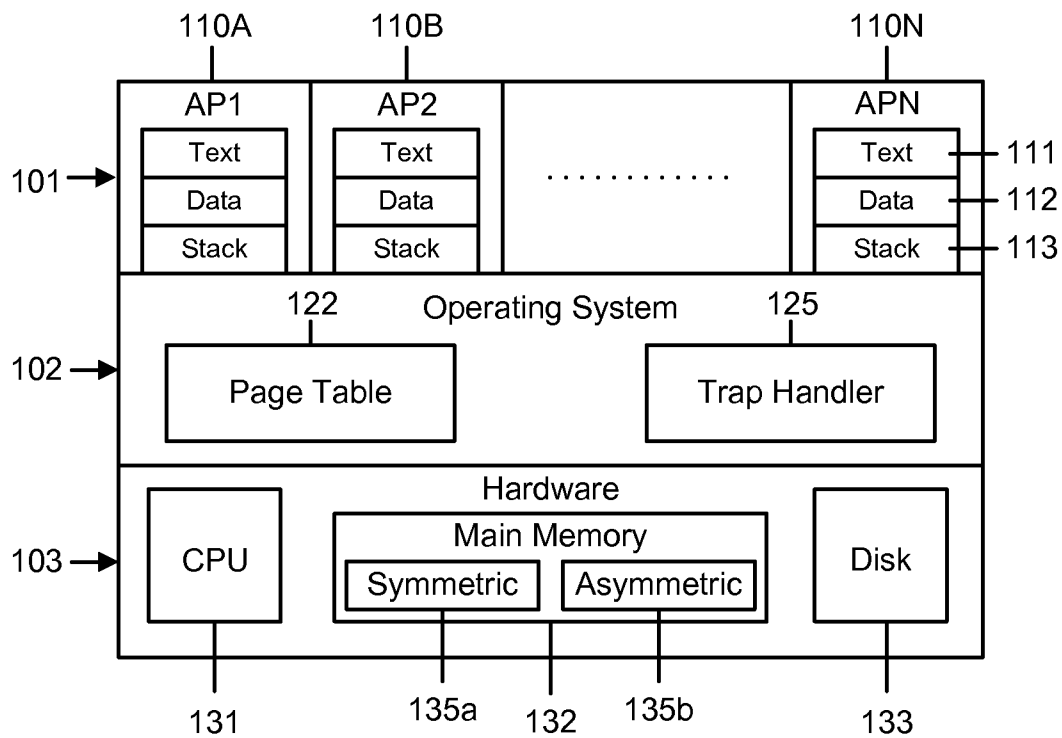 110A 110B 110N
AP1 AP2 APN
Text Text Text 111
101 Data Data ............ Data 112
Stack Stack Stack 113
122 Operating System 125
102 Page Table Trap Handler
Hardware
Main Memory
103 CPU Disk
Symmetric Asymmetric
131 135a 132 135b 133